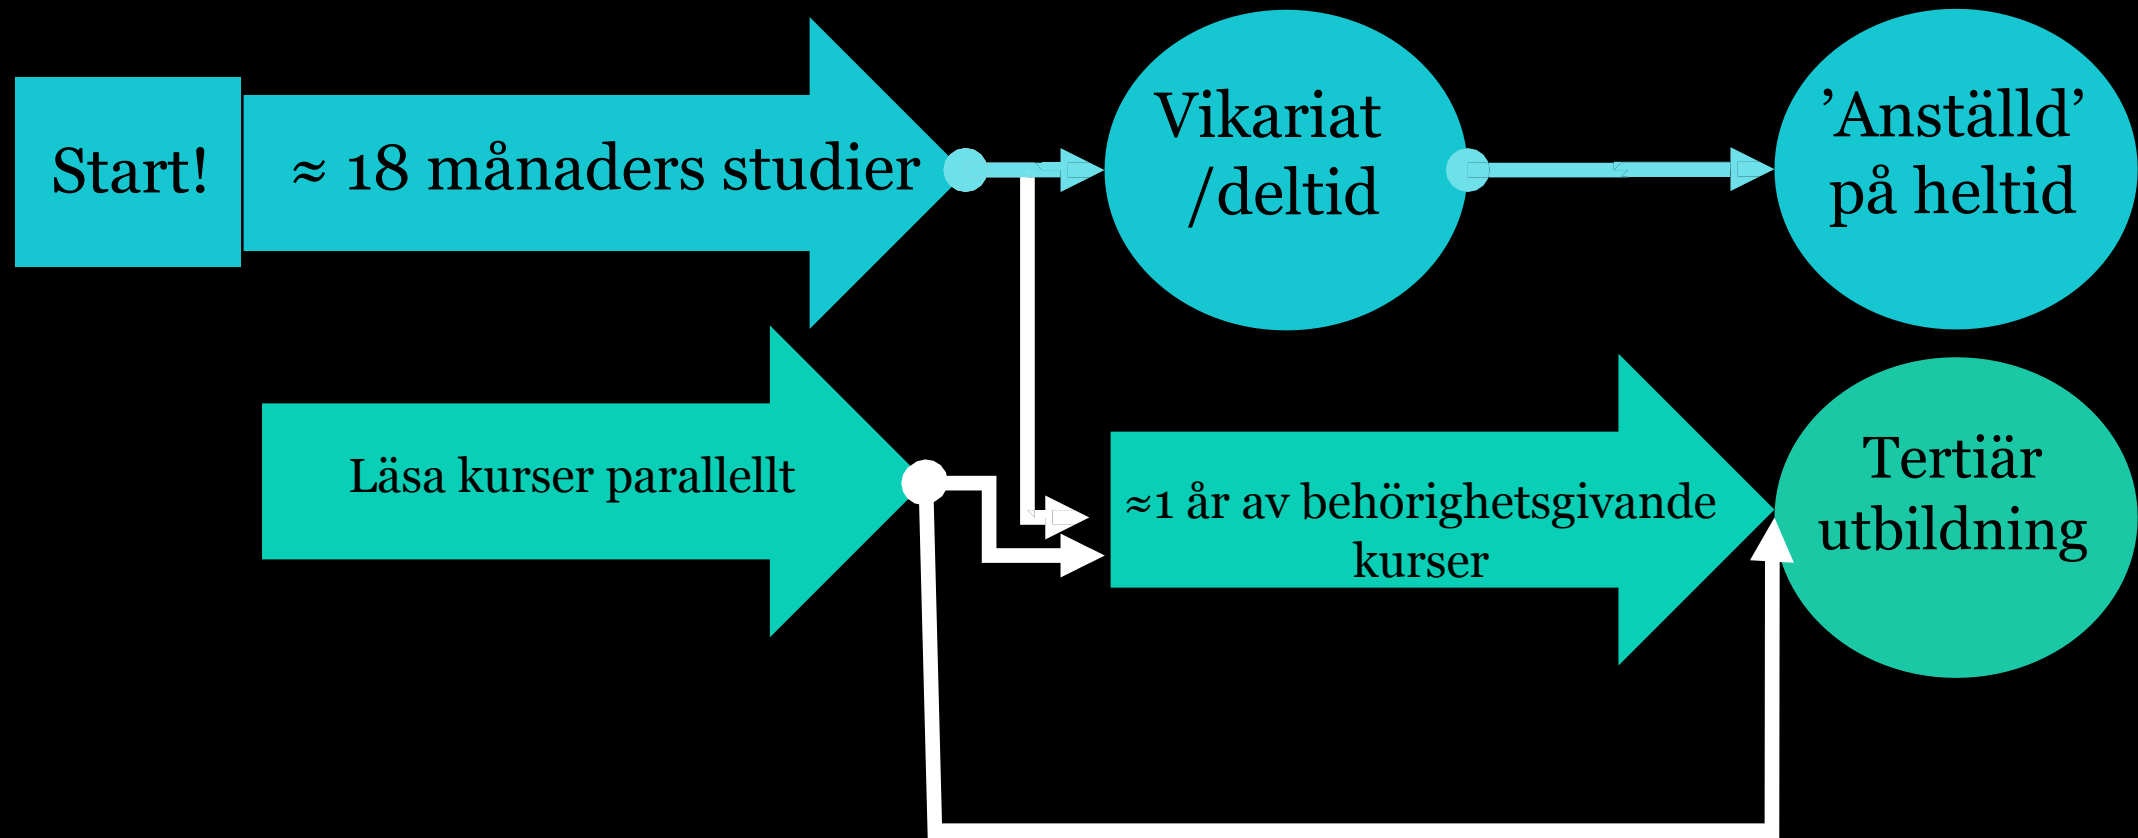 Start!
≈ 18 månaders studier
Vikariat
/deltid
’Anställd’
på heltid
Läsa kurser parallellt
≈1 år av behörighetsgivande
kurser
Tertiär
utbildning